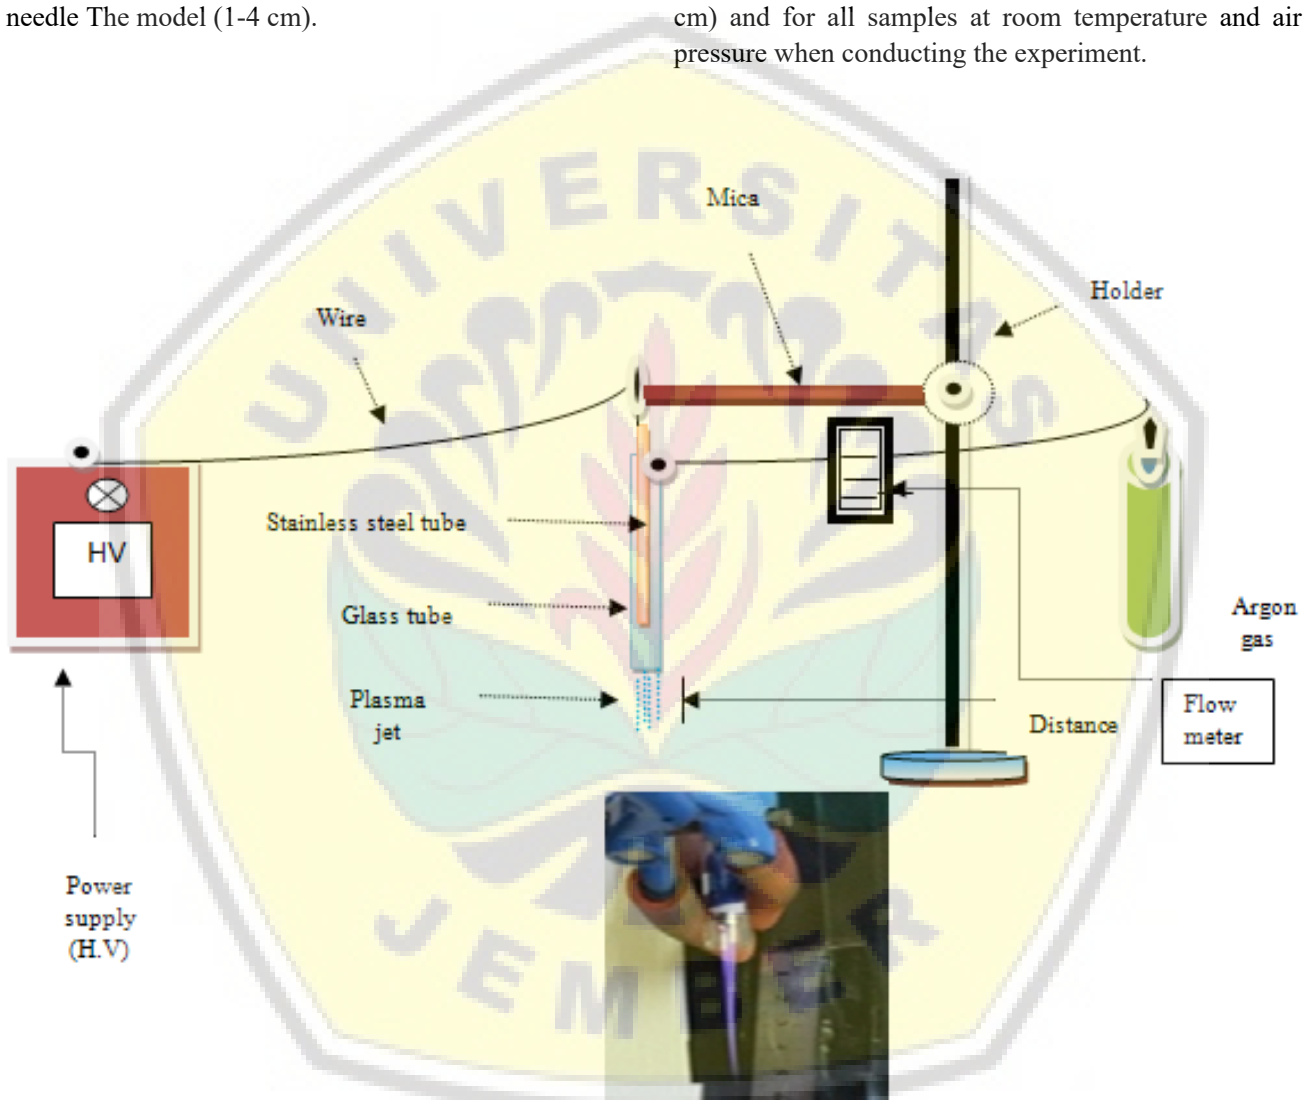 needle The model (1-4 cm).
cm) and for all samples at room temperature and air
pressure when conducting the experiment.
UNIVERSITAS
Mica
Holder
Wire
HV
Stainless steel tube
Glass tube
Argon
gas
Plasma
jet
Flow
meter
Distance
Power
supply
(H.V)
JEMBER